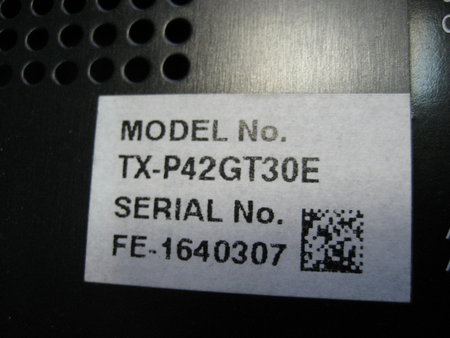 MODEL No.
TX-P42GT30E
SERIAL No.
FE-1640307